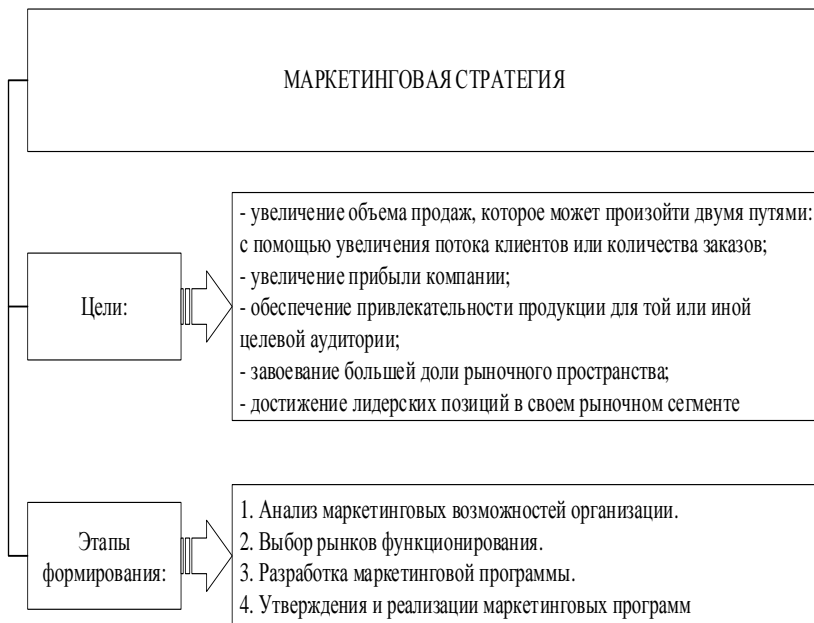 МАРКЕТИНГОВАЯ СТРАТЕГИЯ
Цели:
- увеличение объема продаж, которое может произойти двумя путями:
с помощью увеличения потока клиентов или количества заказов;
- увеличение прибыли компании;
- обеспечение привлекательности продукции для той или иной
целевой аудитории;
- завоевание большей доли рыночного пространства;
- достижение лидерских позиций в своем рыночном сегменте
Этапы
формирования:
1. Анализ маркетинговых возможностей организации.
2. Выбор рынков функционирования.
3. Разработка маркетинговой программы.
4. Утверждения и реализации маркетинговых программ